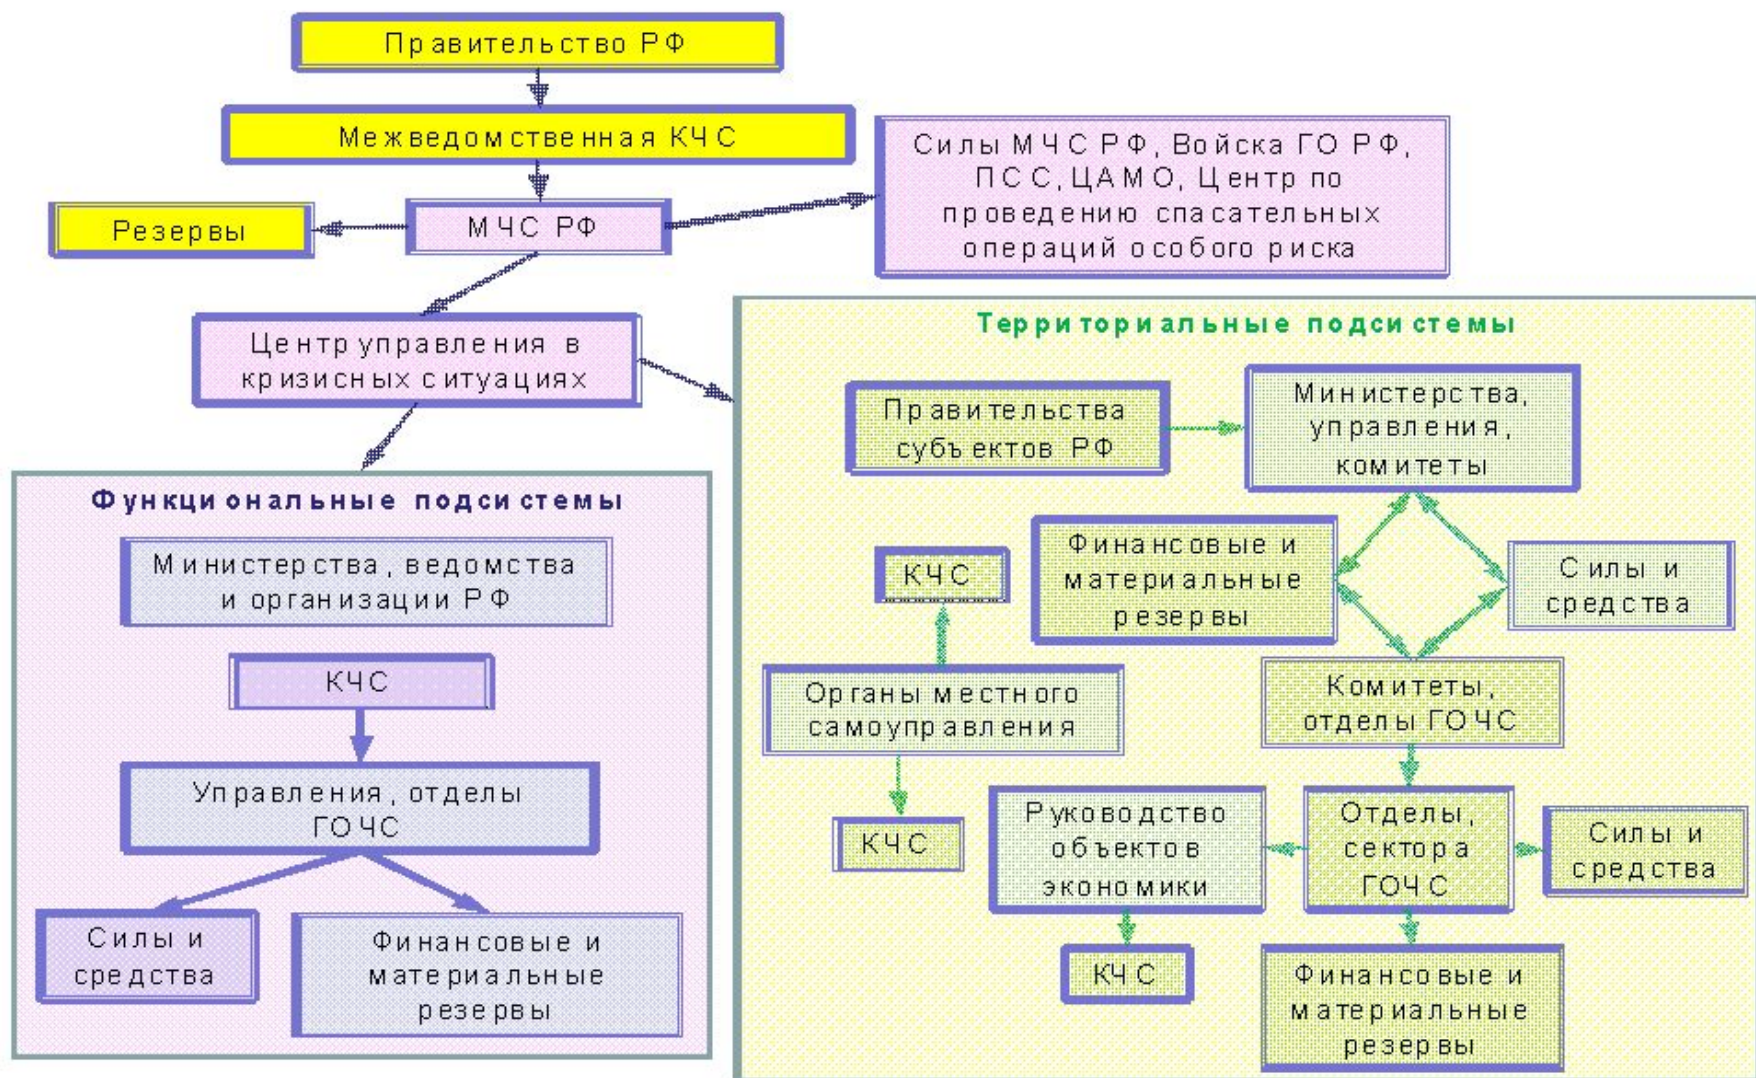 Правительство РФ
Межведомственная КЧС
Силы МЧС РФ, Войска ГО РФ,
ПСС, ЦАМО, Центр по
проведению спасательных
операций особого риска
Резервы
МЧС РФ
Центр управления в
кризисных ситуациях
Территориальные подсистемы
Правительства
субъектов РФ
Министерства,
управления,
комитеты
Функциональные подсистемы
Министерства, ведомства
и организации РФ
КЧС
Управления, отделы
ГОЧС
Силы и
средства
Финансовые и
материальные
резервы
КЧС
Финансовые и
материальные
резервы
Силы и
средства
Органы местного
самоуправления
Комитеты,
отделы ГОЧС
КЧС
Руководство
объектов
экономики
Отделы,
сектора
ГОЧС
Силы и
средства
КЧС
Финансовые и
материальные
резервы